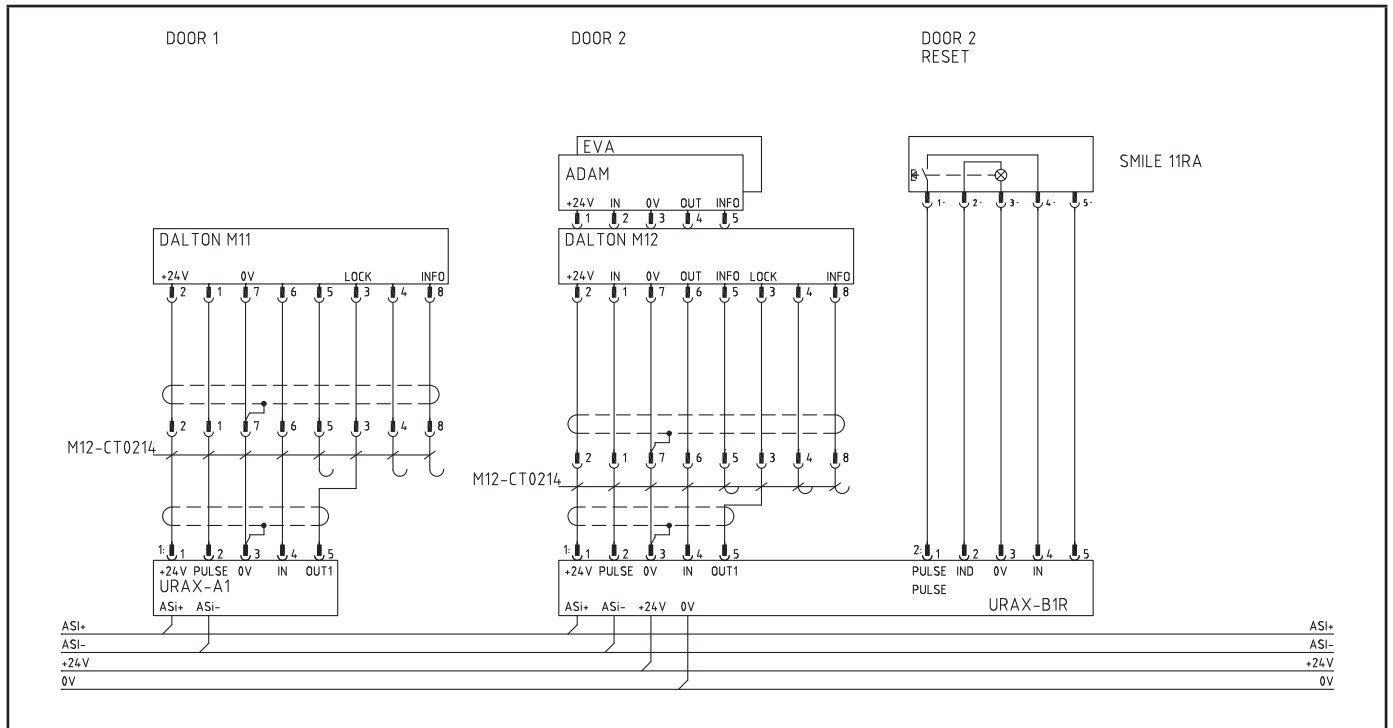 DOOR 1 DOOR 2 DOOR 2
RESET
EVA
ADAM
SMILE 11RA
+24V IN 0V OUT INFO
1 2 3 4 5
1- 2- 3- 4- 5-
DALTON M11 DALTON M12
+24V 0V LOCK INFO
+24V IN 0V OUT INFO LOCK INFO
2 1 7 6 5 3 4 8
2 1 7 6 5 3 4 8
2 1 7 6 5 3 4 8
M12-CT0214
2 1 7 6 5 3 4 8
M12-CT0214
1: 1 2 3 4 5
+24V PULSE 0V IN OUT1
URAX-A1
ASi+ ASi-
1: 1 2 3 4 5
+24V PULSE 0V IN OUT1
2: 1 2 3 4 5
PULSE IND 0V IN
PULSE
URAX-B1R
ASi+ ASi- +24V 0V
ASI+ ASI+
ASI- ASI-
+24V +24V
0V 0V